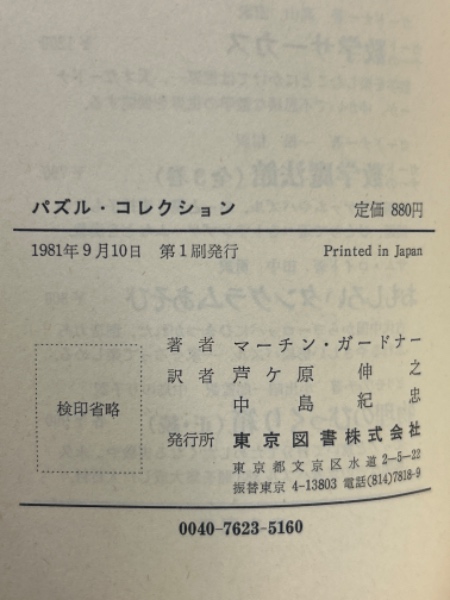 パズル・コレクション 定価 880円
1981年9月10日 第1刷発行 Printed in Japan
検印省略
著者 マーチン・ガードナー
訳者 芦ケ原伸之
中島紀忠
発行所 東京図書株式会社
東京都文京区水道2-5-22
振替東京 4-13803 電話(814)7818-9
0040-7623-5160